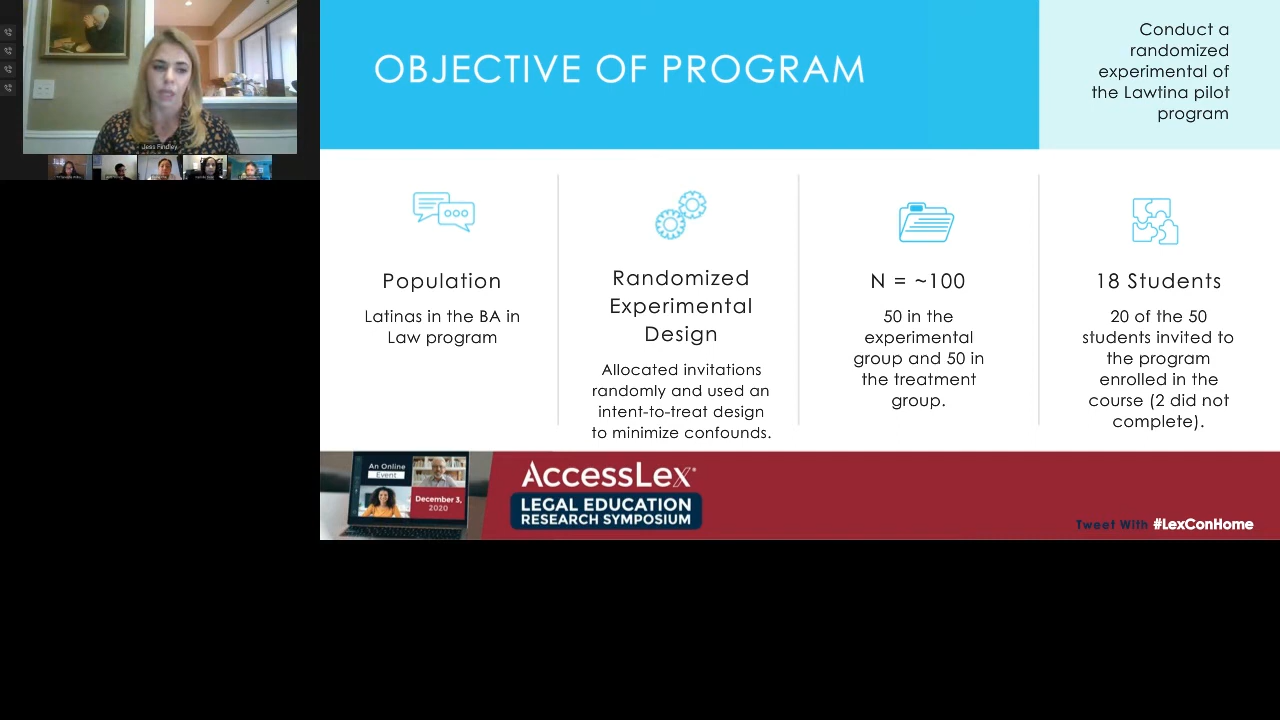 Jess Findley
OBJECTIVE OF PROGRAM
Conduct a
randomized
experimental of
the Lawtina pilot
program
Population
Latinas in the BA in
Law program
Randomized
Experimental
Design
Allocated invitations
randomly and used an
intent-to-treat design
to minimize confounds.
N = ~100
50 in the
experimental
group and 50 in
the treatment
group.
18 Students
20 of the 50
students invited to
the program
enrolled in the
course (2 did not
complete).
An Online
Event
December 3,
2020
AccessLex
LEGAL EDUCATION
RESEARCH SYMPOSIUM
Tweet With #LexConHome